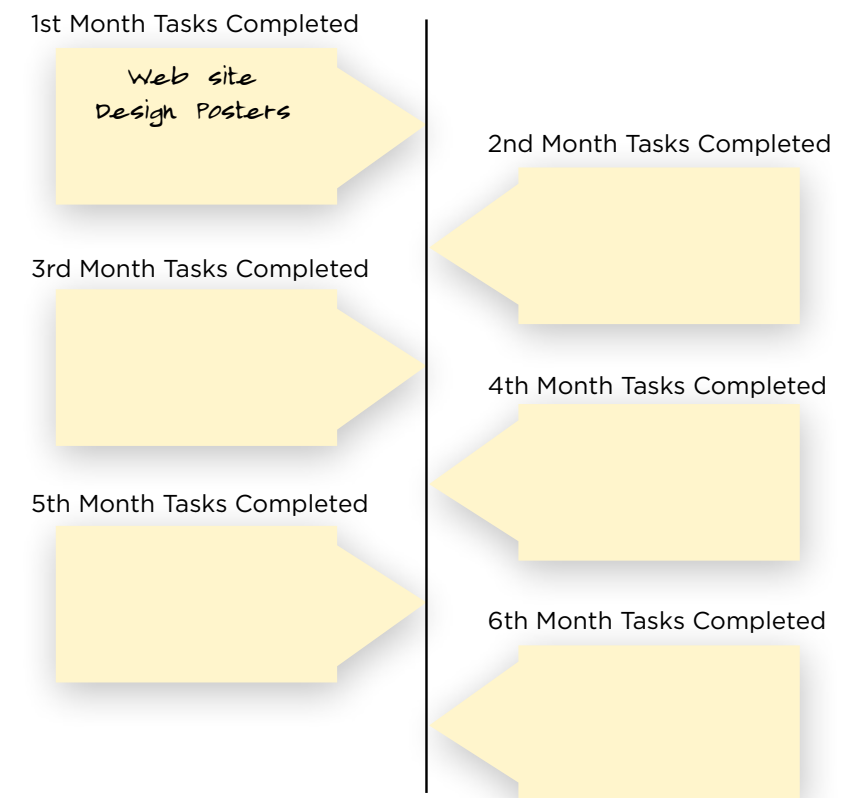 1st Month Tasks Completed
Web site
Design Posters
2nd Month Tasks Completed
3rd Month Tasks Completed
4th Month Tasks Completed
5th Month Tasks Completed
6th Month Tasks Completed